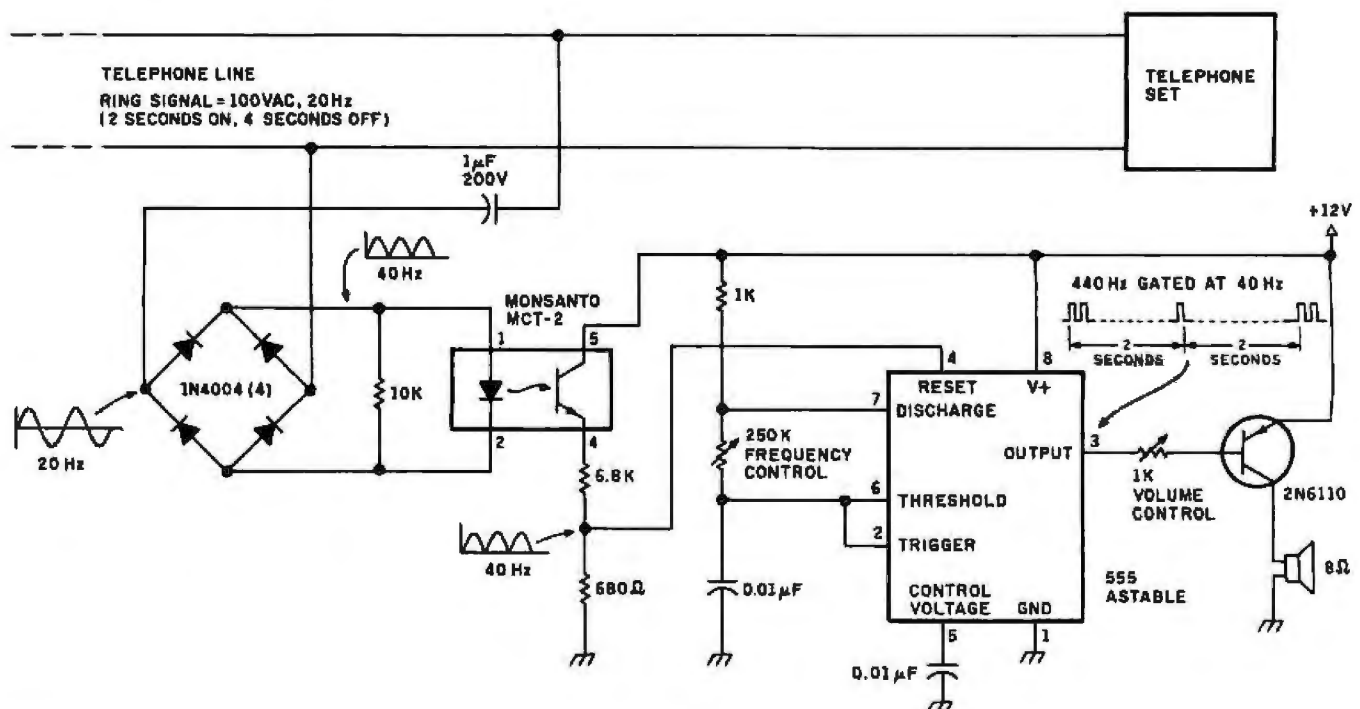 TELEPHONE LINE
RING SIGNAL = 100VAC, 20Hz
(2 SECONDS ON, 4 SECONDS OFF)
TELEPHONE
SET
1µF
200V
+12V
40Hz
440Hz GATED AT 40Hz
2
SECONDS
2
SECONDS
MONSANTO
MCT-2
1
5
1K
4
8
RESET
V+
1N4004 (4)
10K
7
DISCHARGE
20Hz
2
4
250K
FREQUENCY
CONTROL
OUTPUT
3
1K
VOLUME
CONTROL
2N6110
6.8K
6
THRESHOLD
2
TRIGGER
40Hz
680Ω
0.01µF
CONTROL
VOLTAGE
GND
555
ASTABLE
8Ω
5
1
0.01µF